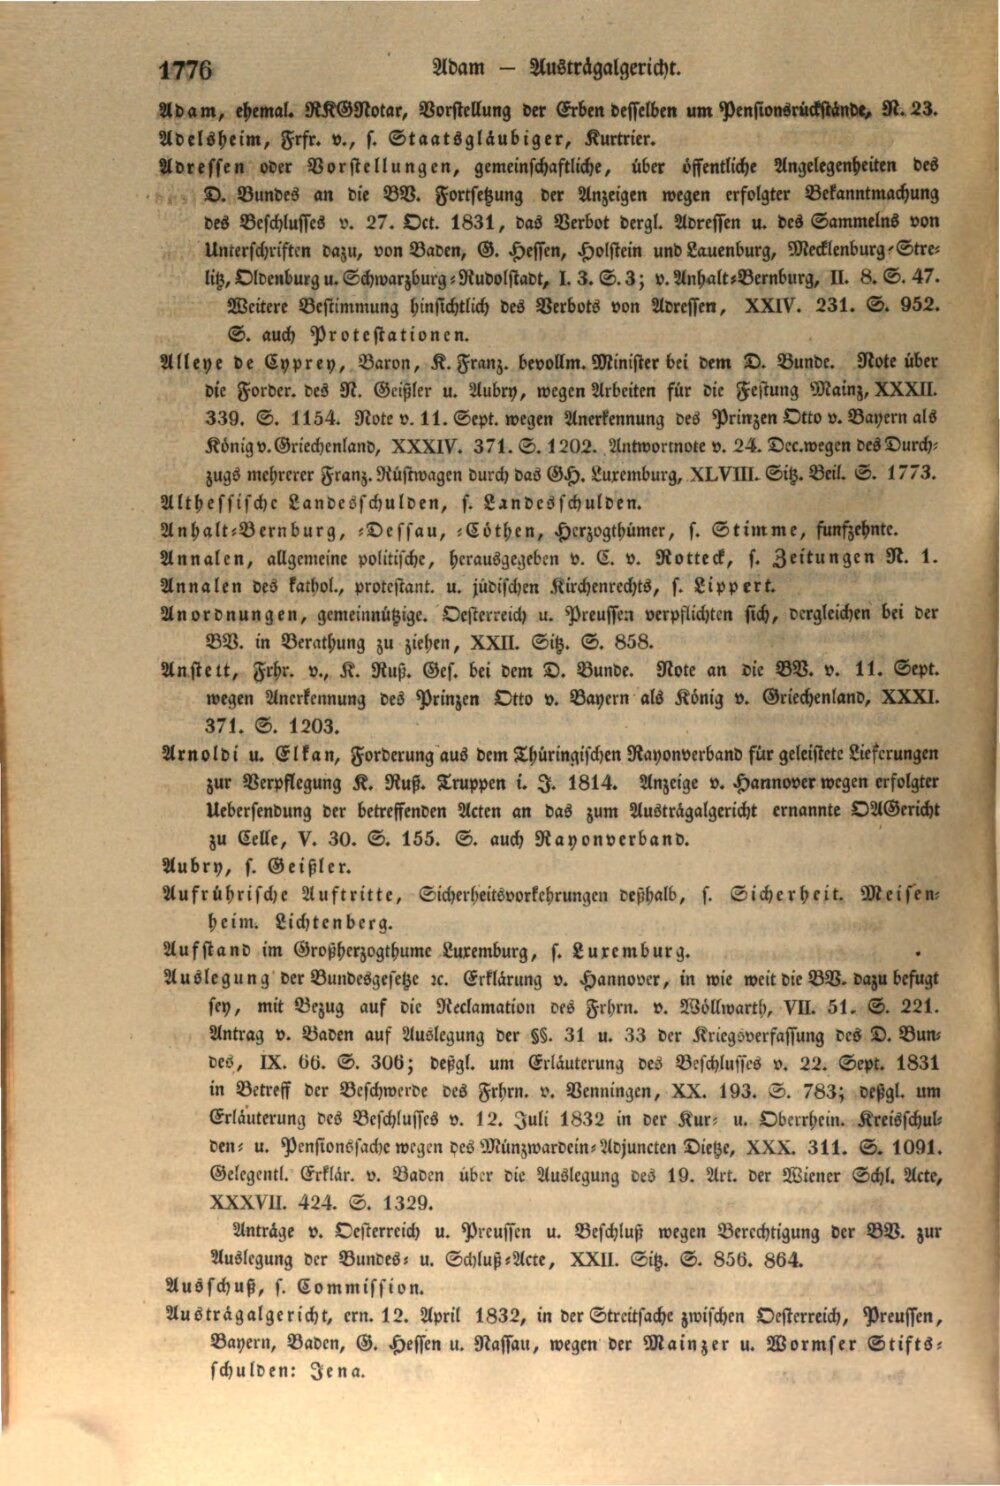 1776 Adam — Austrägalgericht.
Adam, ehemal. RKGNotar, Vorstellung der Erben desselben um Pensionsrückstände, N. 23.
Adelsheim, Frfr. v., s. Staatsgläubiger, Kurtrier.
Adressen oder Vorstellungen, gemeinschaftliche, über öffentliche Angelegenheiten des
D. Bundes an die BV. Fortsetzung der Anzeigen wegen erfolgter Bekanntmachung
des Beschlusses v. 27. Oct. 1831, das Verbot dergl. Adressen u. des Sammelns von
Unterschriften dazu, von Baden, G. Hessen, Holstein und Lauenburg, Mecklenburg-Stre-
litz, Oldenburg u. Schwarzburg-Rudolstadt, I. 3. S. 3; v. Anhalt-Bernburg, II. 8. S. 47.
Weitere Bestimmung hinsichtlich des Verbots von Adressen, XXIV. 231. S. 952.
S. auch Protestationen.
Alleye de Cyprey, Baron, K. Franz. bevollm. Minister bei dem D. Bunde. Note über
die Forder. des N. Geißler u. Aubry, wegen Arbeiten für die Festung Mainz, XXXII.
339. S. 1154. Note v. 11. Sept. wegen Anerkennung des Prinzen Otto v. Bayern als
König v. Griechenland, XXXIV. 371. S. 1202. Antwortnote v. 24. Dec. wegen des Durch-
zugs mehrerer Franz. Rüstwagen durch das GH. Luxemburg, XLVIII. Sitz. Beil. S. 1773.
Althessische Landesschulden, s. Landesschulden.
Anhalt-Bernburg, -Dessau, -Cöthen, Herzogthümer, s. Stimme, funfzehnte.
Annalen, allgemeine politische, herausgegeben v. C. v. Rotteck, s. Zeitungen N. 1.
Annalen des kathol., protestant. u. jüdischen Kirchenrechts, s. Lippert.
Anordnungen, gemeinnützige. Oesterreich u. Preussen verpflichten sich, dergleichen bei der
BV. in Berathung zu ziehen, XXII. Sitz. S. 858.
Anstett, Frhr. v., K. Ruß. Ges. bei dem D. Bunde. Note an die BV. v. 11. Sept.
wegen Anerkennung des Prinzen Otto v. Bayern als König v. Griechenland, XXXI.
371. S. 1203.
Arnoldi u. Elkan, Forderung aus dem Thüringischen Rayonverband für geleistete Lieferungen
zur Verpflegung K. Ruß. Truppen i. J. 1814. Anzeige v. Hannover wegen erfolgter
Uebersendung der betreffenden Acten an das zum Austrägalgericht ernannte OAGericht
zu Celle, V. 30. S. 155. S. auch Rayonverband.
Aubry, s. Geißler.
Aufrührische Auftritte, Sicherheitsvorkehrungen deßhalb, s. Sicherheit. Meisen-
heim. Lichtenberg.
Aufstand im Großherzogthume Luxemburg, s. Luxemburg.
Auslegung der Bundesgesetze ꝛc. Erklärung v. Hannover, in wie weit die BV. dazu befugt
sey, mit Bezug auf die Reclamation des Frhrn. v. Wöllwarth, VII. 51. S. 221.
Antrag v. Baden auf Auslegung der §§. 31 u. 33 der Kriegsverfassung des D. Bun-
des, IX. 66. S. 306; deßgl. um Erläuterung des Beschlusses v. 22. Sept. 1831
in Betreff der Beschwerde des Frhrn. v. Venningen, XX. 193. S. 783; deßgl. um
Erläuterung des Beschlusses v. 12. Juli 1832 in der Kur- u. Oberrhein. Kreisschul-
den- u. Pensionssache wegen des Münzwardein-Adjuncten Dietze, XXX. 311. S. 1091.
Gelegentl. Erklär. v. Baden über die Auslegung des 19. Art. der Wiener Schl. Acte,
XXXVII. 424. S. 1329.
Anträge v. Oesterreich u. Preussen u. Beschluß wegen Berechtigung der BV. zur
Auslegung der Bundes- u. Schluß-Acte, XXII. Sitz. S. 856. 864.
Ausschuß, s. Commission.
Austrägalgericht, ern. 12. April 1832, in der Streitsache zwischen Oesterreich, Preussen,
Bayern, Baden, G. Hessen u. Nassau, wegen der Mainzer u. Wormser Stifts-
schulden: Jena.